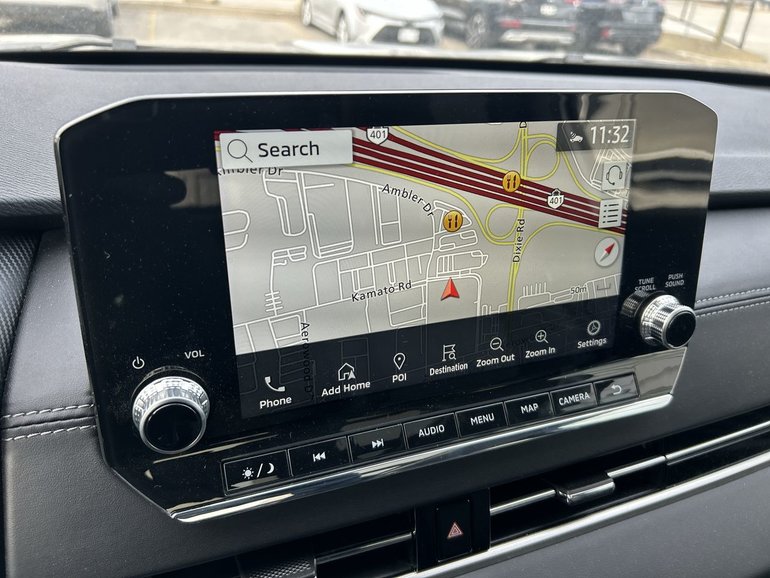 401
11:32
Search
Ambler Dr
Ambler Dr
401
Dixie Rd
Kamato Rd
50m
Aerowood D
TUNE
SCROLL
PUSH
SOUND
VOL
Phone
Add Home
POI
Destination
Zoom Out
Zoom In
Settings
AUDIO
MENU
MAP
CAMERA